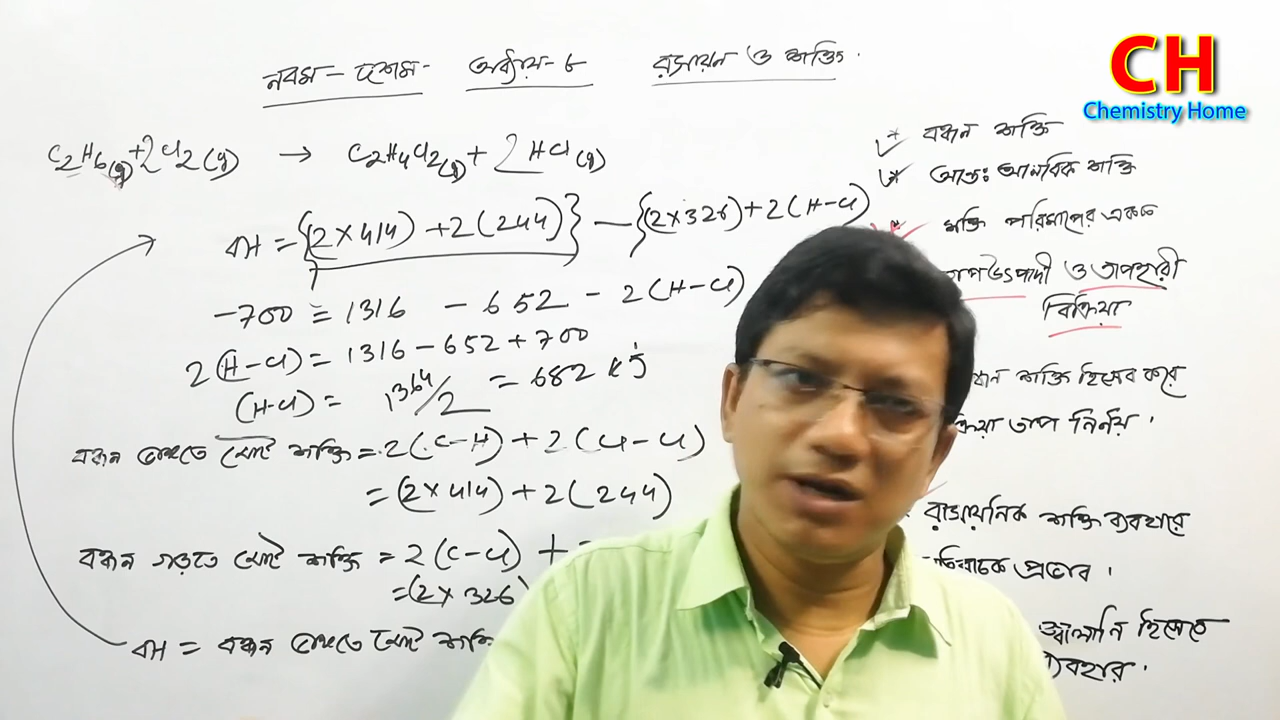 নবম - দশম - অধ্যায় - ৮ রসায়ন ও শক্তি
CH
Chemistry Home
C2H6(g) + 2Cl2(g) → C2H4Cl2(g) + 2HCl(g)
ΔH = {(2×414) + 2(244)} — {(2×326) + 2(H-Cl)
-700 = 1316 - 652 - 2(H-Cl)
2(H-Cl) = 1316 - 652 + 700
(H-Cl) = 1364/2 = 682 kJ
বন্ধন ভাঙতে মোট শক্তি = 2(C-H) + 2(Cl-Cl)
= (2×414) + 2(244)
বন্ধন গড়তে মোট শক্তি = 2(C-Cl) +
= (2×326)
ΔH = বন্ধন ভাঙতে মোট শক্তি
* বন্ধন শক্তি
* আন্তঃআনবিক শক্তি
* শক্তি পরিমাপের একক
তাপউৎপাদী ও তাপহারী
বিক্রিয়া
শক্তি হিসেব করে
তাপ নির্নয়।
রাসায়নিক শক্তি ব্যবহারে
প্রভাব।
জ্বালানি হিসেবে
ব্যবহার।